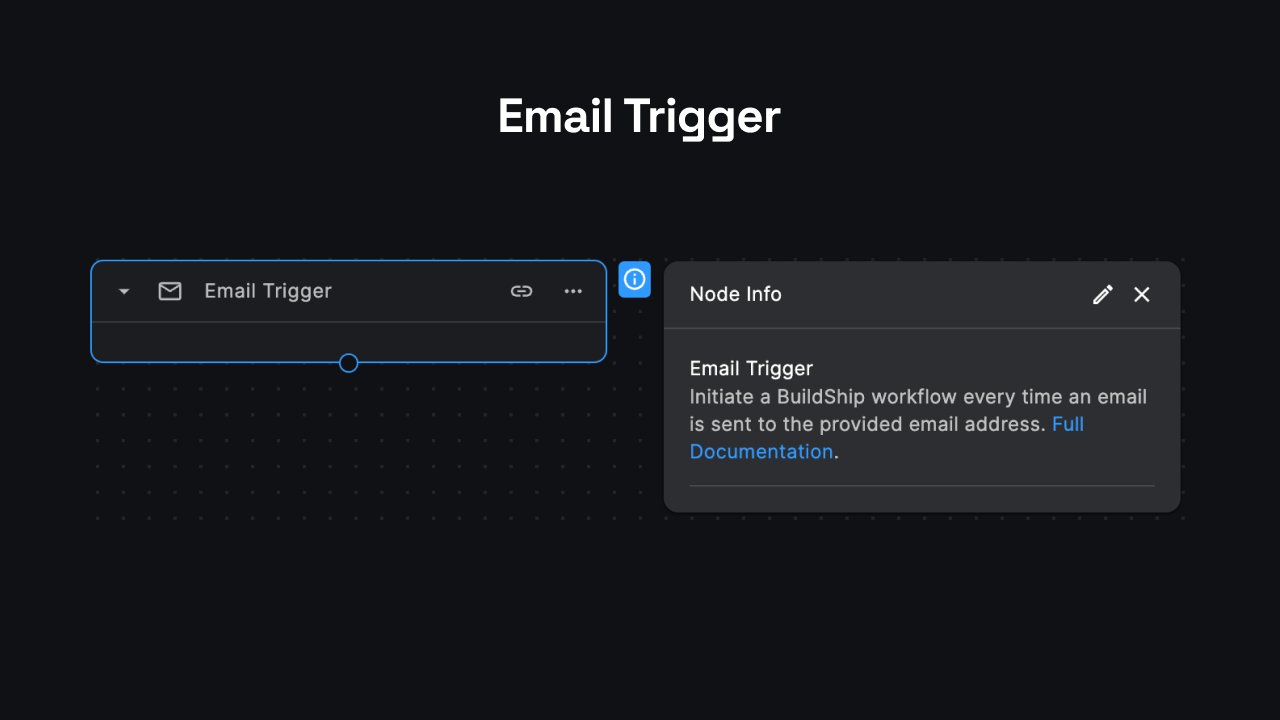 Email Trigger
Email Trigger
Node Info
Email Trigger
Initiate a BuildShip workflow every time an email
is sent to the provided email address. Full
Documentation.